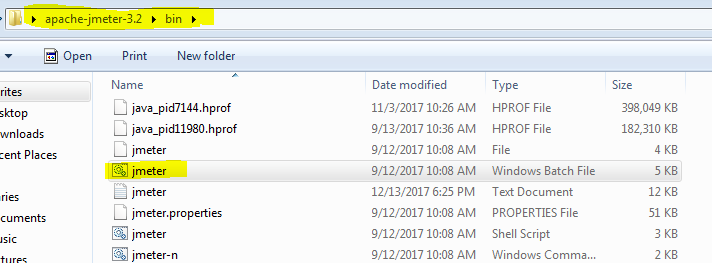 apache-jmeter-3.2 bin
Open Print New folder
Name Date modified Type Size
rites java_pid7144.hprof 11/3/2017 10:26 AM HPROF File 398,049 KB
sktop java_pid11980.hprof 9/13/2017 10:36 AM HPROF File 182,310 KB
jmeter 9/12/2017 10:08 AM File 4 KB
cent Places jmeter 9/12/2017 10:08 AM Windows Batch File 5 KB
aries jmeter 12/13/2017 6:25 PM Text Document 12 KB
jmeter.properties 9/12/2017 10:08 AM PROPERTIES File 51 KB
usic jmeter 9/12/2017 10:08 AM Shell Script 3 KB
ctures jmeter-n 9/12/2017 10:08 AM Windows Comma... 2 KB